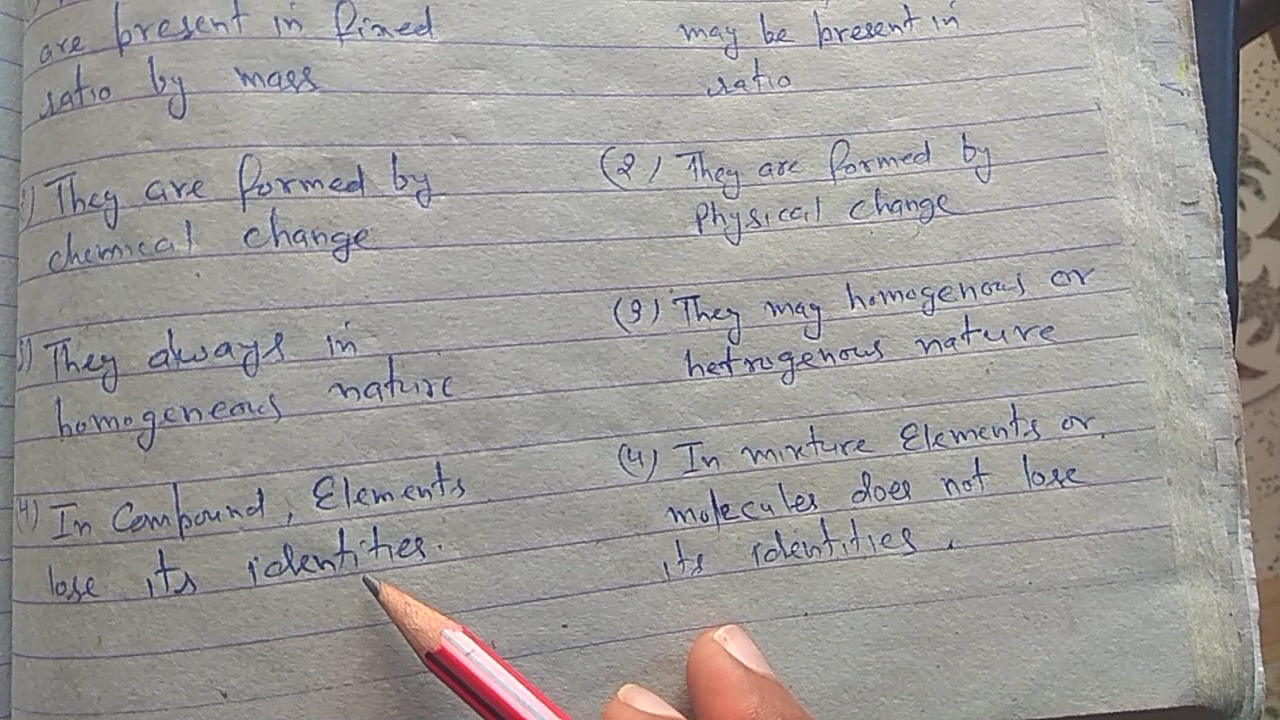 are present in fixed
ratio by mass
) They are formed by
chemical change
3) They always in
homogeneous nature
(4) In Compound, Elements
lose its identities.
may be present in
ratio
(2) They are formed by
Physical change
(3) They may homogenous or
hetrogenous nature
(4) In mixture Elements or
molecules does not lose
its identities.